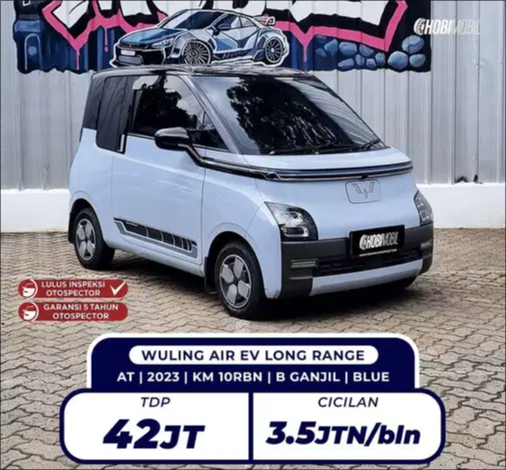 HOBIMOBIL
HOBIMOBIL
LULUS INSPEKSI
OTOSPECTOR
GARANSI 5 TAHUN
OTOSPECTOR
WULING AIR EV LONG RANGE
AT | 2023 | KM 10RBN | B GANJIL | BLUE
TDP
42JT
CICILAN
3.5JTN/bln